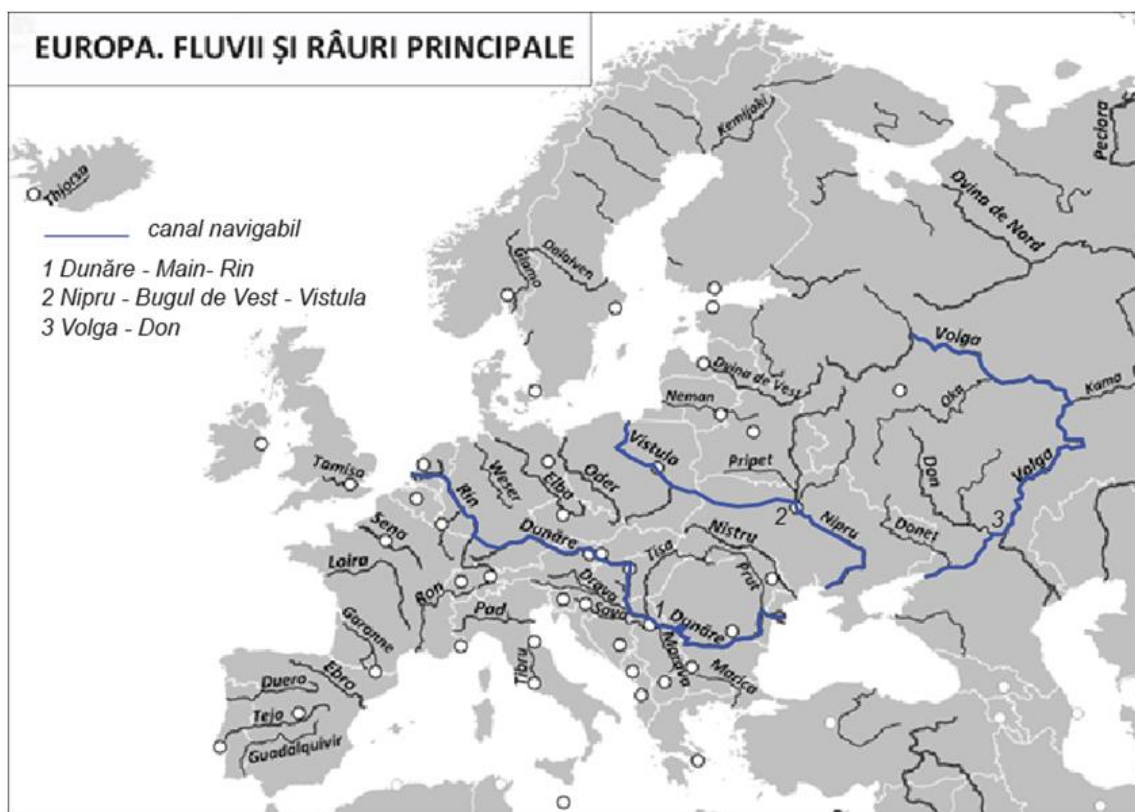 EUROPA. FLUVII ȘI RÂURI PRINCIPALE
Thjorsa
canal navigabil
1 Dunăre - Main- Rin
2 Nipru - Bugul de Vest - Vistula
3 Volga - Don
Kemijoki
Peciora
Dvina de Nord
Glama
Dalalven
Volga
Dvina de Vest
Oka
Kama
Neman
Vistula
Pripet
Don
Volga
Tamisa
Rin
Weser
Elba
Oder
2
Nipru
Doneț
3
Sena
Dunăre
Nistru
Loira
Tisa
Prut
Ron
Drava
Sava
1
Dunăre
Pad
Garonne
Morava
Marica
Tibru
Ebro
Duero
Tejo
Guadalquivir